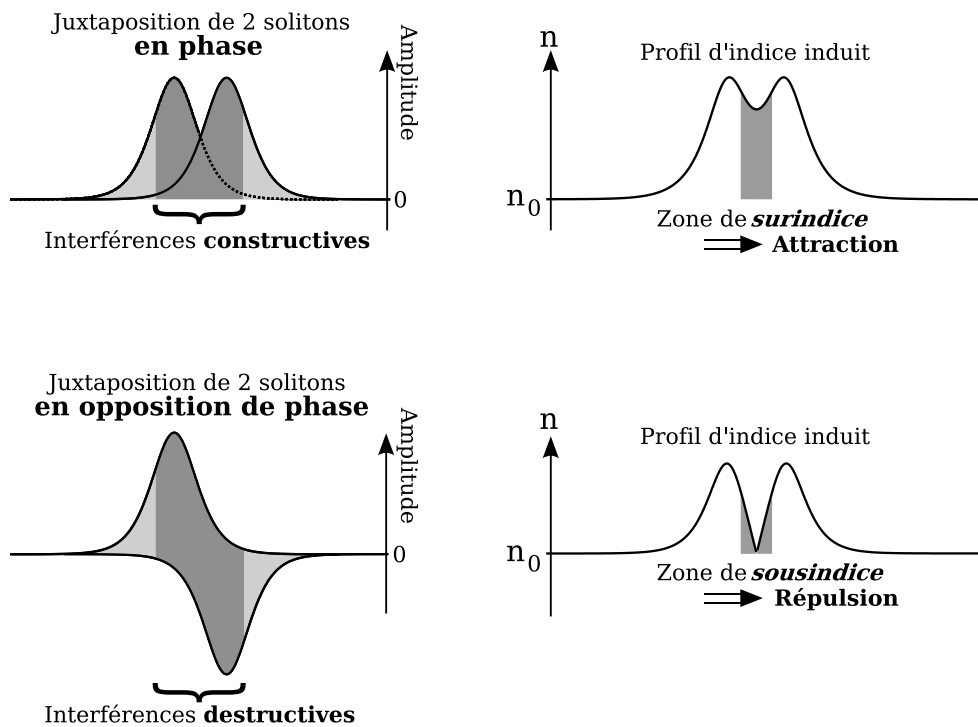 Juxtaposition de 2 solitons
en phase
Amplitude
0
Interférences constructives
n
Profil d'indice induit
n0
Zone de surindice
Attraction
Juxtaposition de 2 solitons
en opposition de phase
Amplitude
0
Interférences destructives
n
Profil d'indice induit
n0
Zone de sousindice
Répulsion